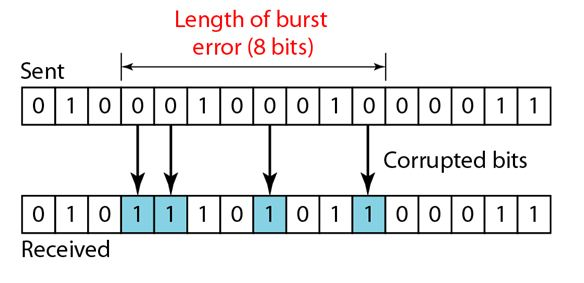 Length of burst
error (8 bits)
Sent
0 1 0 0 0 1 0 0 0 1 0 0 0 0 1 1
Corrupted bits
0 1 0 1 1 1 0 1 0 1 1 0 0 0 1 1
Received